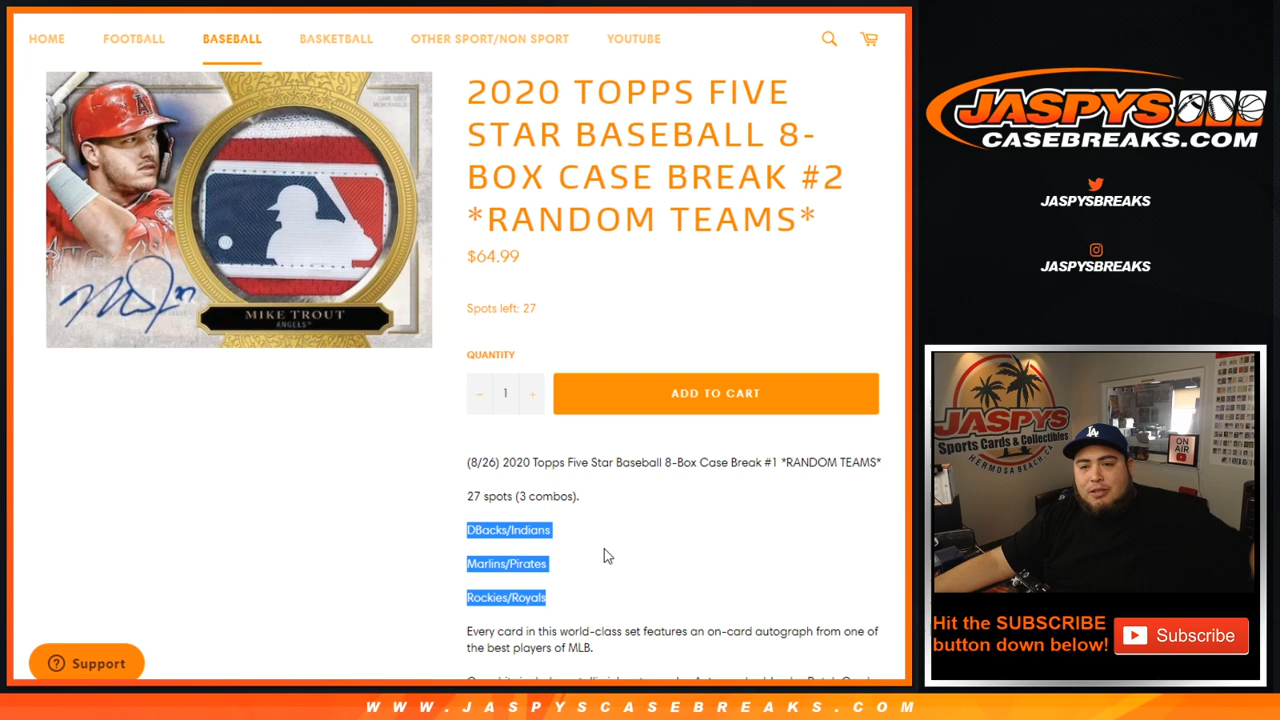 HOME FOOTBALL BASEBALL BASKETBALL OTHER SPORT/NON SPORT YOUTUBE
MIKE TROUT
ANGELS™
2020 TOPPS FIVE
STAR BASEBALL 8-
BOX CASE BREAK #2
*RANDOM TEAMS*
$64.99
Spots left: 27
QUANTITY
− 1 +
ADD TO CART
(8/26) 2020 Topps Five Star Baseball 8-Box Case Break #1 *RANDOM TEAMS*
27 spots (3 combos).
DBacks/Indians
Marlins/Pirates
Rockies/Royals
Every card in this world-class set features an on-card autograph from one of
the best players of MLB.
Support
JASPYS
CASEBREAKS.COM
JASPYSBREAKS
JASPYSBREAKS
JASPYS
Sports Cards & Collectibles
HERMOSA BEACH, CA
LA
ON
AIR
Hit the SUBSCRIBE
button down below!
Subscribe
WWW.JASPYSCASEBREAKS.COM